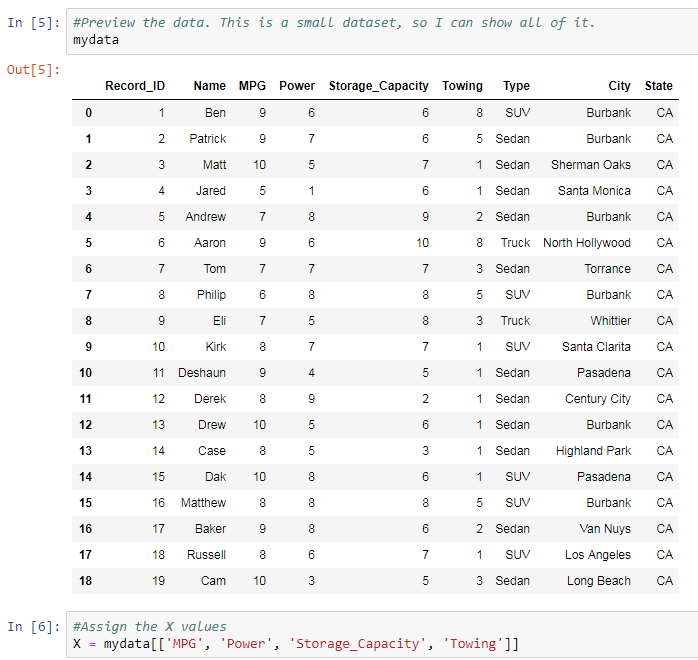 In [5]: #Preview the data. This is a small dataset, so I can show all of it.
mydata
Out[5]:
Record_ID Name MPG Power Storage_Capacity Towing Type City State
0 1 Ben 9 6 6 8 SUV Burbank CA
1 2 Patrick 9 7 6 5 Sedan Burbank CA
2 3 Matt 10 5 7 1 Sedan Sherman Oaks CA
3 4 Jared 5 1 6 1 Sedan Santa Monica CA
4 5 Andrew 7 8 9 2 Sedan Burbank CA
5 6 Aaron 9 6 10 8 Truck North Hollywood CA
6 7 Tom 7 7 7 3 Sedan Torrance CA
7 8 Philip 6 8 8 5 SUV Burbank CA
8 9 Eli 7 5 8 3 Truck Whittier CA
9 10 Kirk 8 7 7 1 SUV Santa Clarita CA
10 11 Deshaun 9 4 5 1 Sedan Pasadena CA
11 12 Derek 8 9 2 1 Sedan Century City CA
12 13 Drew 10 5 6 1 Sedan Burbank CA
13 14 Case 8 5 3 1 Sedan Highland Park CA
14 15 Dak 10 8 6 1 SUV Pasadena CA
15 16 Matthew 8 8 8 5 SUV Burbank CA
16 17 Baker 9 8 6 2 Sedan Van Nuys CA
17 18 Russell 8 6 7 1 SUV Los Angeles CA
18 19 Cam 10 3 5 3 Sedan Long Beach CA
In [6]: #Assign the X values
X = mydata[['MPG', 'Power', 'Storage_Capacity', 'Towing']]